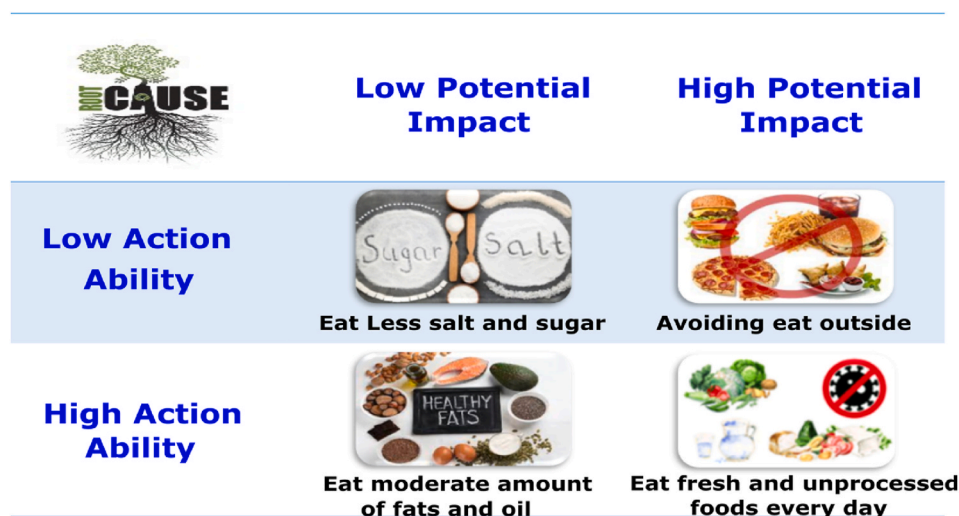 ROOT
CAUSE
Low Potential
Impact
High Potential
Impact
Low Action
Ability
Sugar
Salt
Eat Less salt and sugar
Avoiding eat outside
High Action
Ability
HEALTHY
FATS
Eat moderate amount
of fats and oil
Eat fresh and unprocessed
foods every day